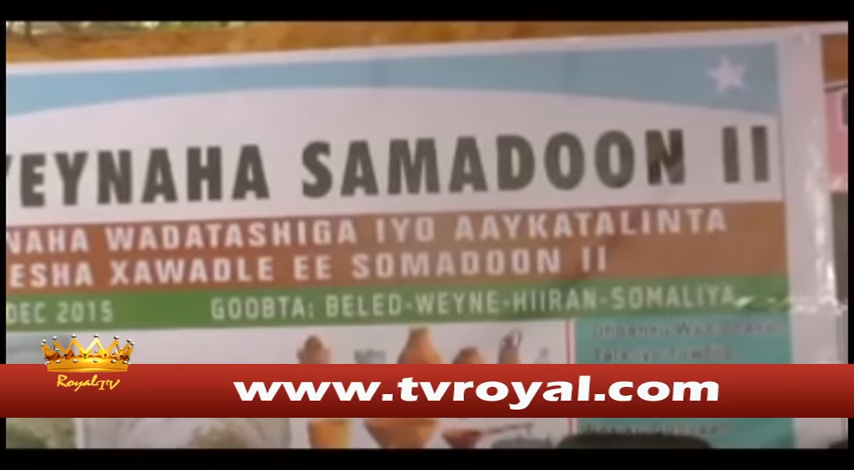 YEYNAHA SAMADOON II
NAHA WADATASHIGA IYO AAYKATALINTA
ESHA XAWADLE EE SOMADOON II
DEC 2015 GOOBTA: BELED-WEYNE-HIIRAN-SOMALIYA
RoyalTV
www.tvroyal.com